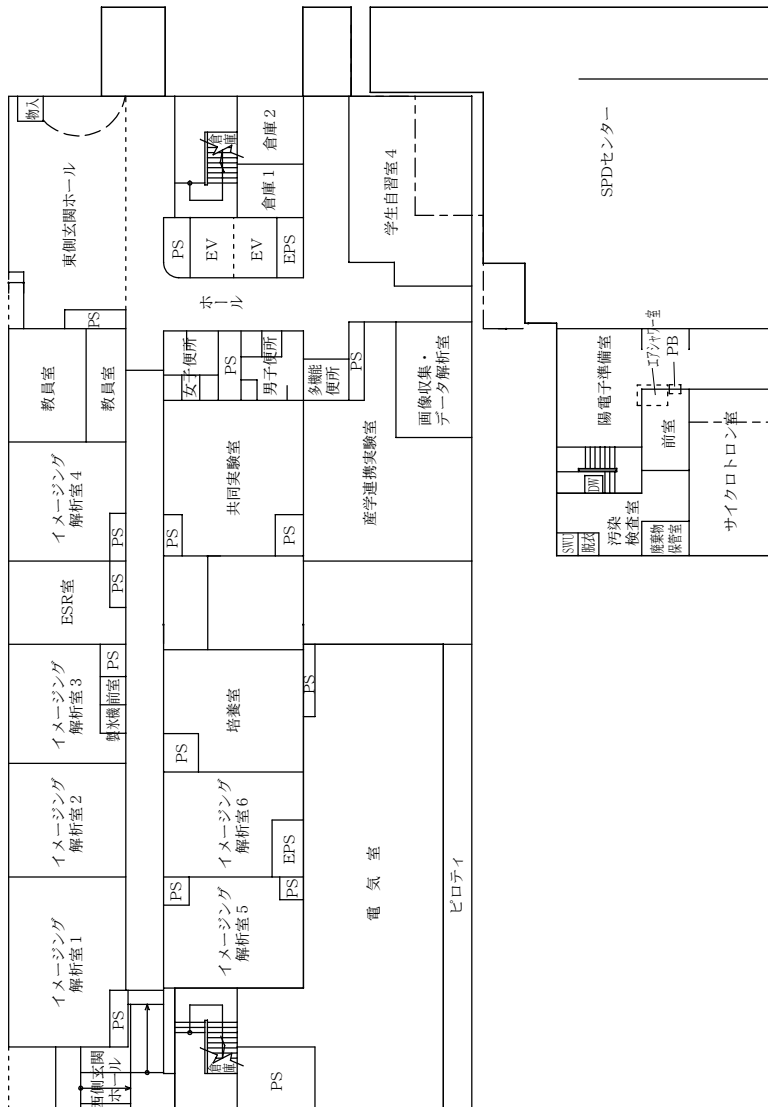 物入
東側玄関ホール
PS
教員室
教員室
イメージング
解析室4
PS
ESR室
PS
イメージング
解析室3
PS
前室
製氷機
イメージング
解析室2
イメージング
解析室1
PS
西側玄関
ホール
倉庫
倉庫2
倉庫1
PS
EV
EV
EPS
ホール
女子便所
PS
男子便所
多機能
便所
PS
共同実験室
PS
PS
培養室
PS
PS
イメージング
解析室6
EPS
イメージング
解析室5
PS
PS
倉庫
PS
学生自習室4
画像収集・
データ解析室
産学連携実験室
電気室
ピロティ
SPDセンター
陽電子準備室
エアシャワー室
PB
前室
DW
汚染
検査室
SWU
脱衣
廃棄物
保管室
サイクロトロン室